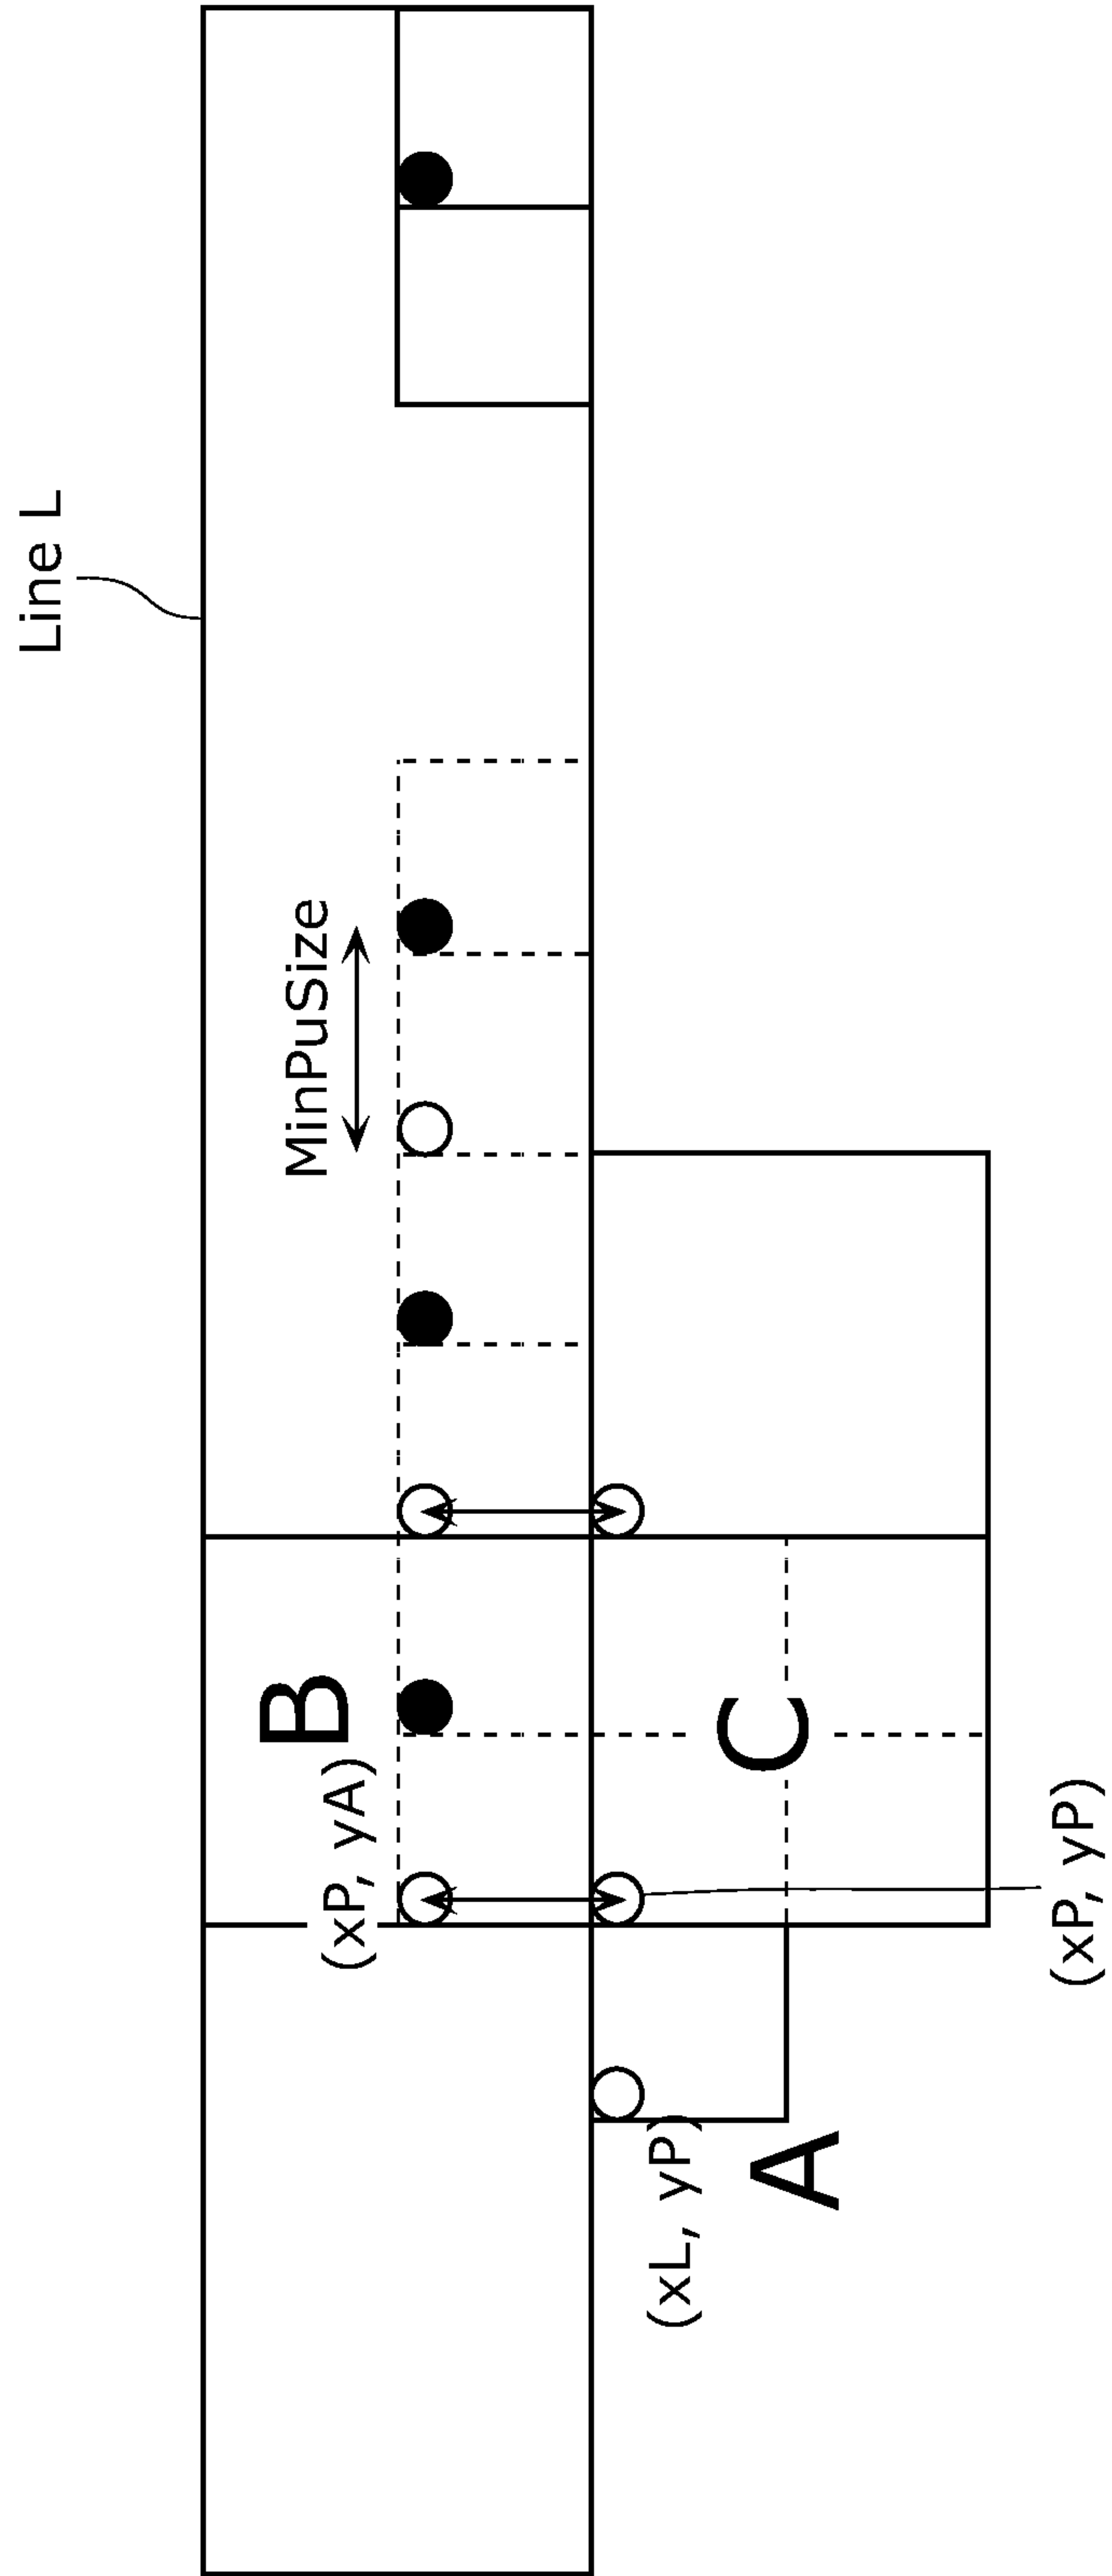 Line L
MinPuSize
B
(xP, yA)
C
(xP, yP)
(xL, yP)
A